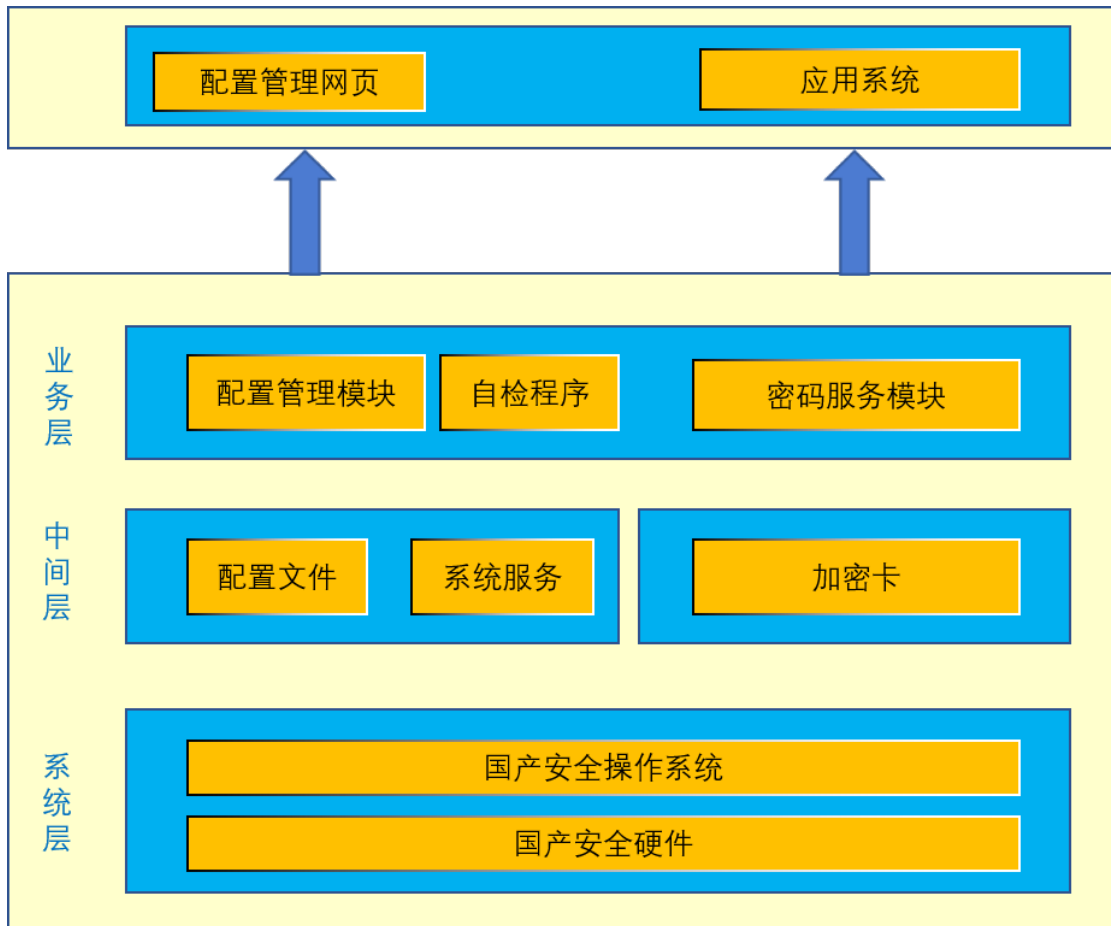 配置管理网页
应用系统
业务层
配置管理模块
自检程序
密码服务模块
中间层
配置文件
系统服务
加密卡
系统层
国产安全操作系统
国产安全硬件